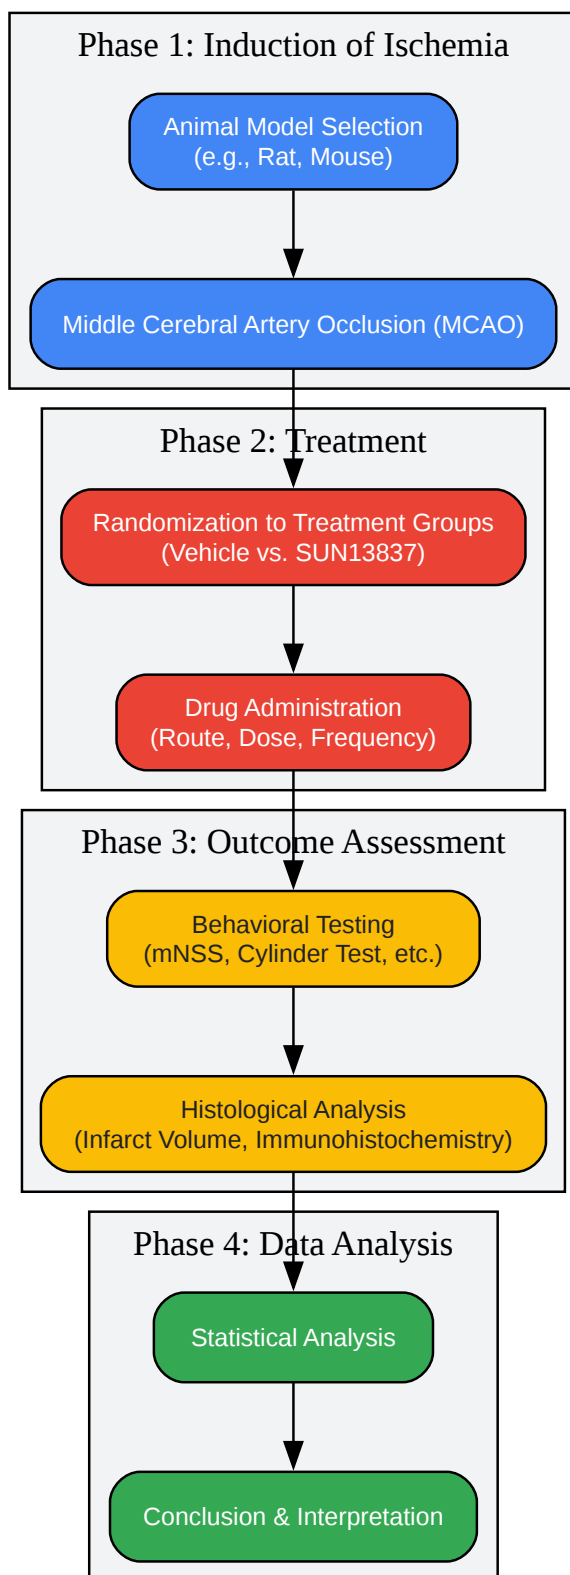 Phase 1: Induction of Ischemia
Animal Model Selection
(e.g., Rat, Mouse)
Middle Cerebral Artery Occlusion (MCAO)
Phase 2: Treatment
Randomization to Treatment Groups
(Vehicle vs. SUN13837)
Drug Administration
(Route, Dose, Frequency)
Phase 3: Outcome Assessment
Behavioral Testing
(mNSS, Cylinder Test, etc.)
Histological Analysis
(Infarct Volume, Immunohistochemistry)
Phase 4: Data Analysis
Statistical Analysis
Conclusion & Interpretation